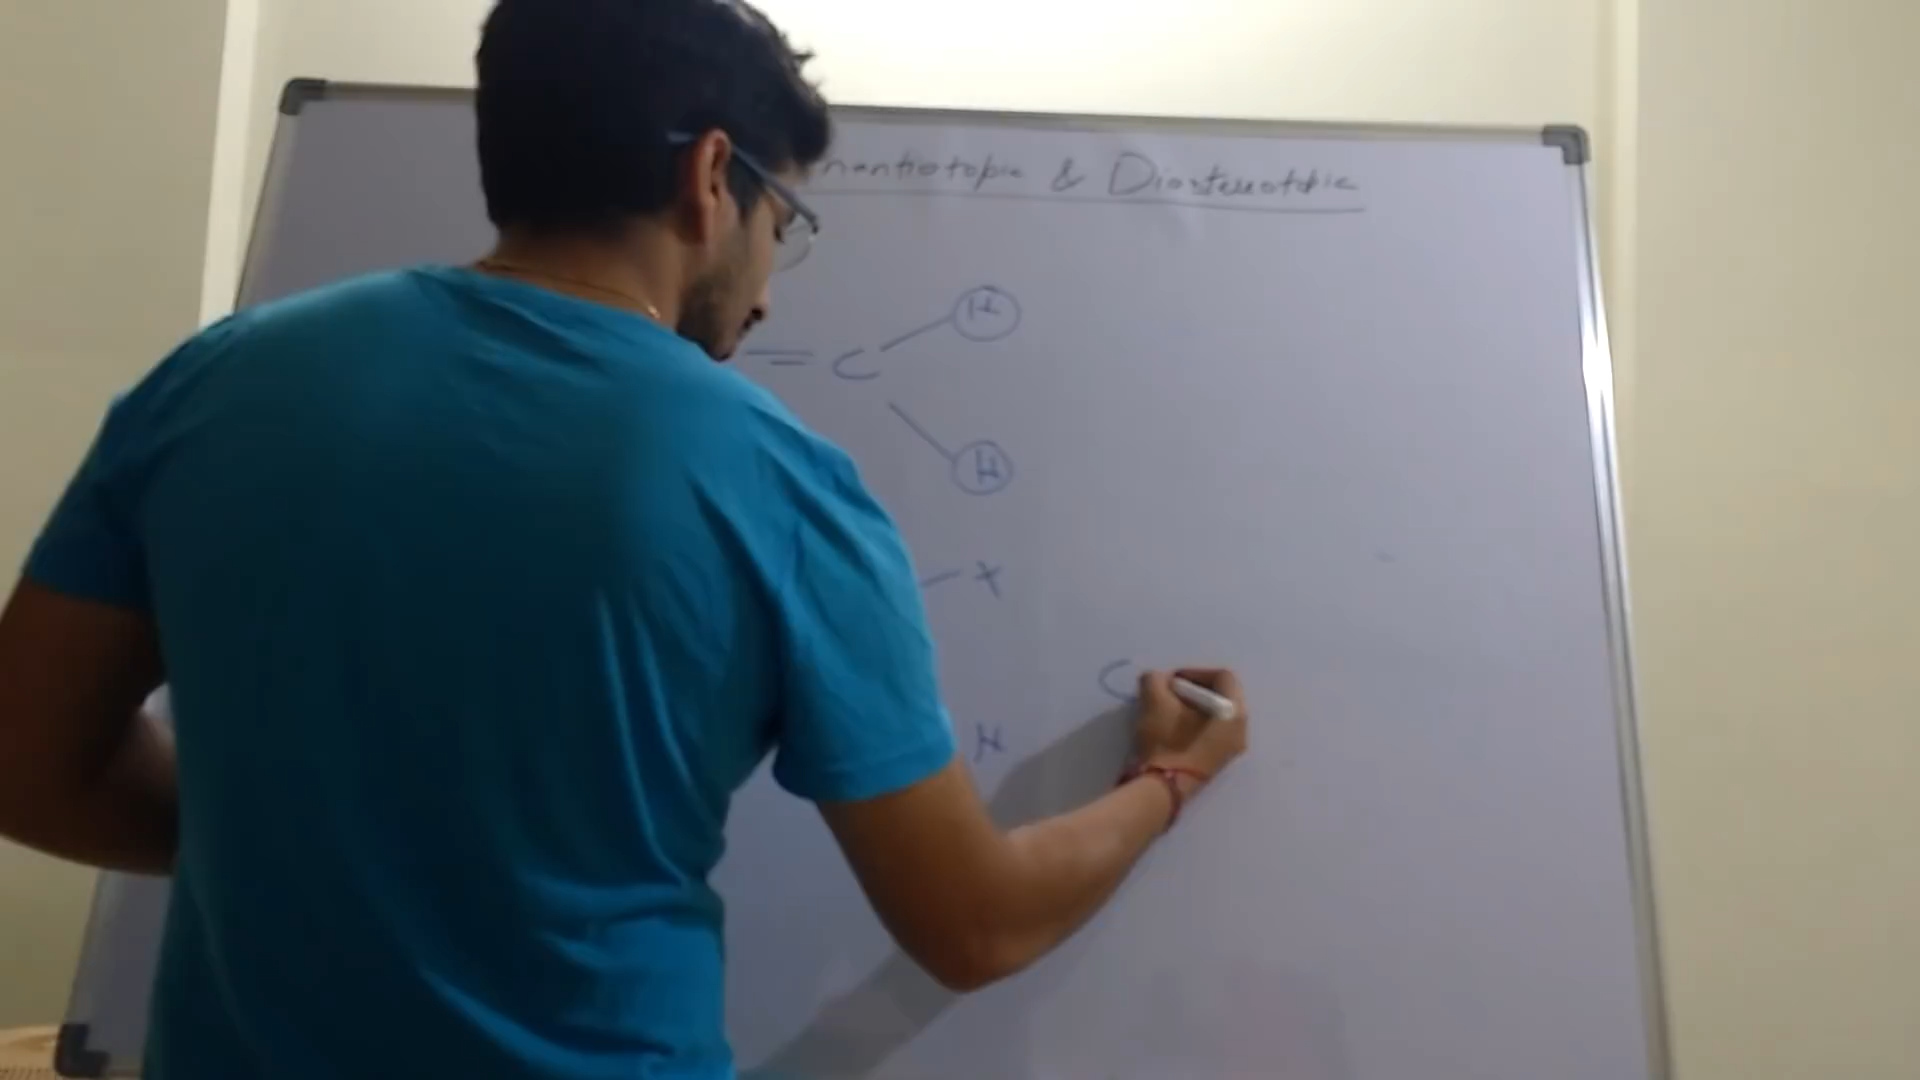 nantiotopic & Diastereotopic
H
= C
H
X
H
C